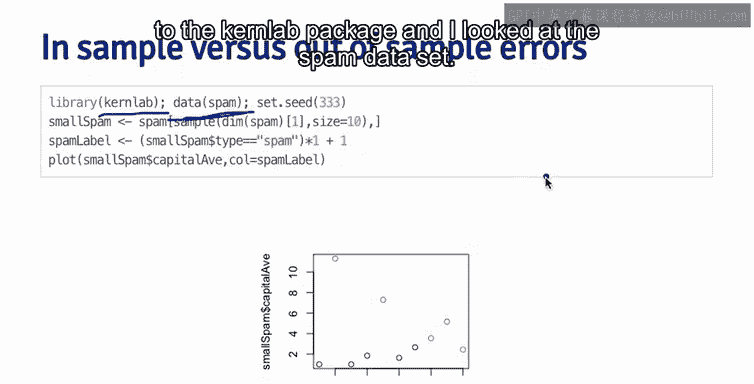 to the kernlab package and I looked at the
spam data set.
In sample versus out of sample errors
library(kernlab); data(spam); set.seed(333)
smallSpam <- spam[sample(dim(spam)[1],size=10),]
spamLabel <- (smallSpam$type=="spam")*1 + 1
plot(smallSpam$capitalAve,col=spamLabel)
smallSpam$capitalAve
10
8
6
4
2